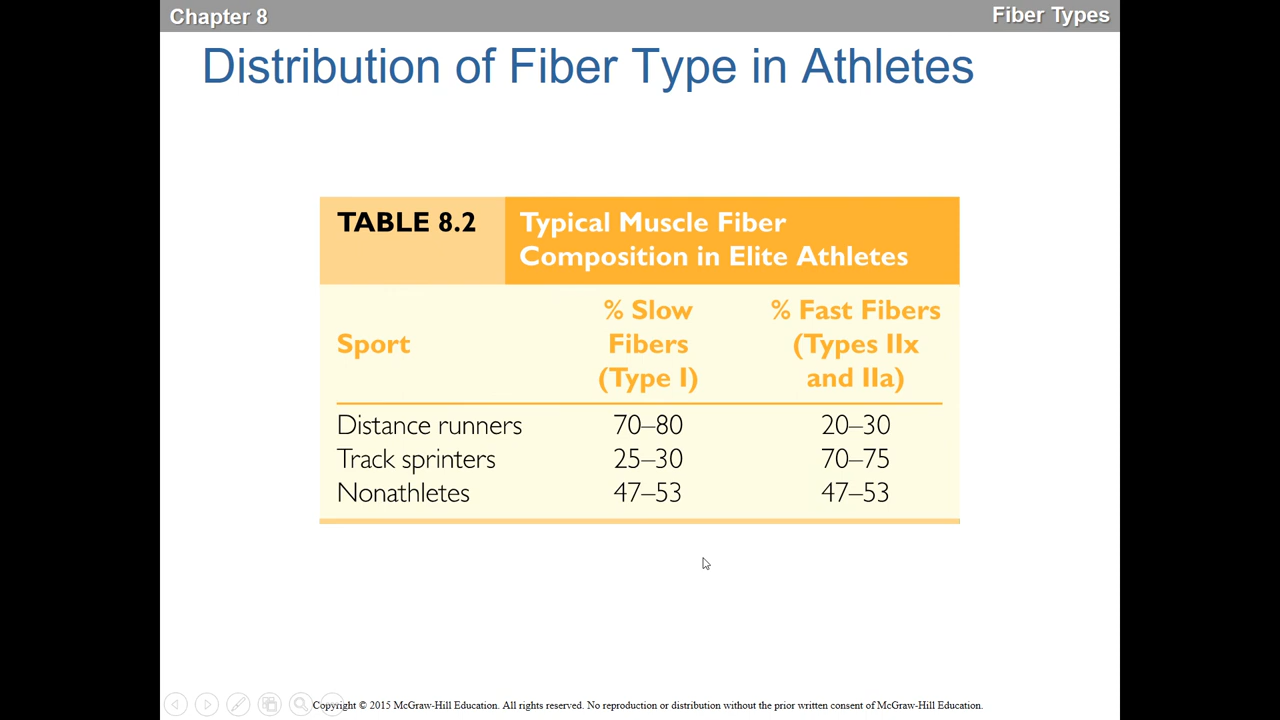 Chapter 8
Fiber Types
Distribution of Fiber Type in Athletes
TABLE 8.2
Typical Muscle Fiber
Composition in Elite Athletes
Sport
% Slow
Fibers
(Type I)
% Fast Fibers
(Types IIx
and IIa)
Distance runners 70–80 20–30
Track sprinters 25–30 70–75
Nonathletes 47–53 47–53
Copyright © 2015 McGraw-Hill Education. All rights reserved. No reproduction or distribution without the prior written consent of McGraw-Hill Education.